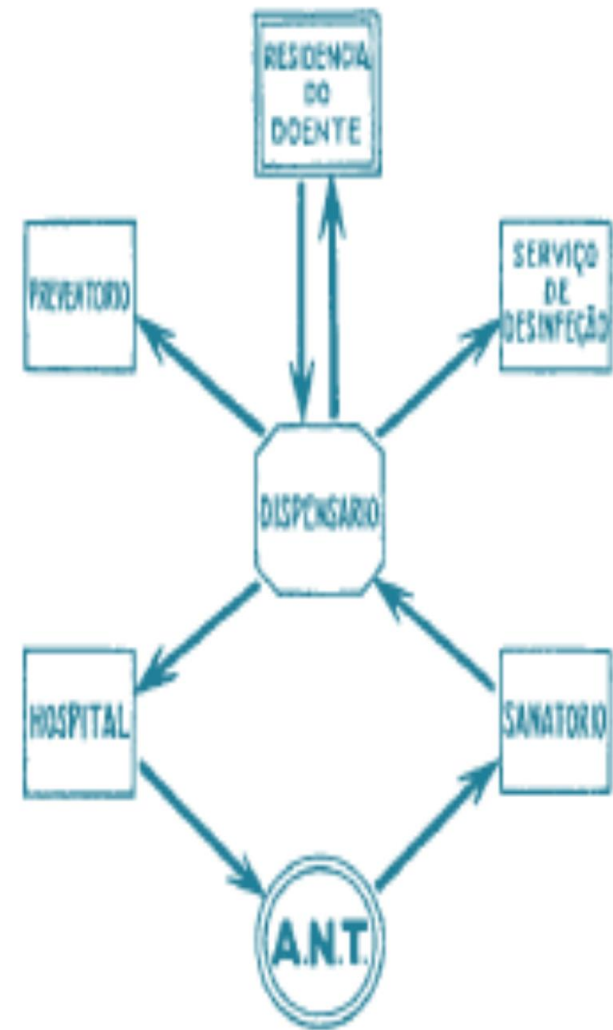 RESIDENCIA
DO
DOENTE
PREVENTORIO
SERVIÇO
DE
DESINFEÇÃO
DISPENSARIO
HOSPITAL
SANATORIO
A.N.T.